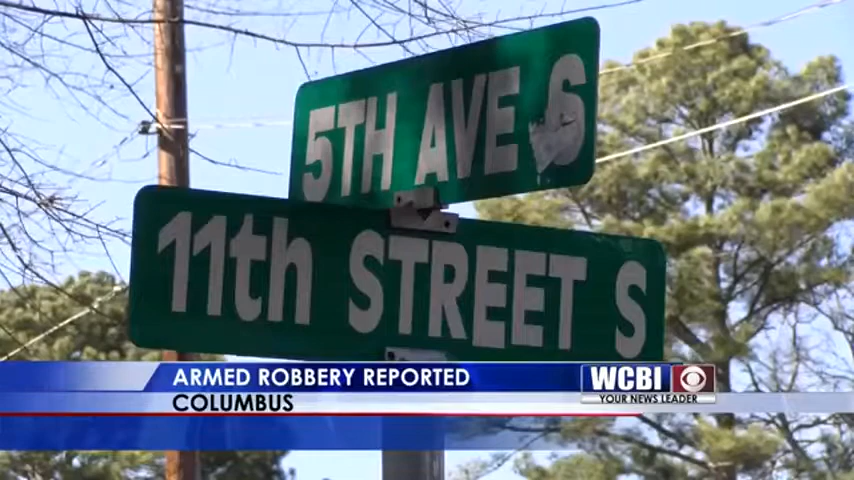 5TH AVE S
11th STREET S
ARMED ROBBERY REPORTED
COLUMBUS
WCBI
YOUR NEWS LEADER